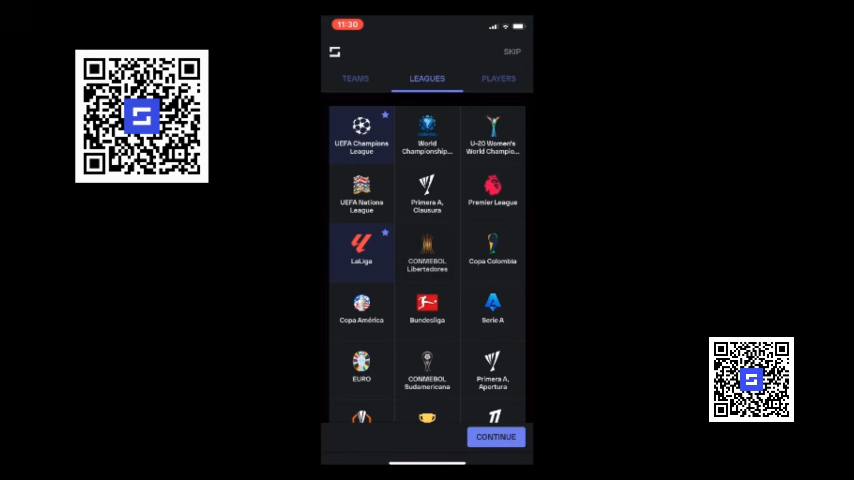 11:30
SKIP
TEAMS LEAGUES PLAYERS
UEFA Champions
League
World
Championship...
U-20 Women's
World Champio...
UEFA Nations
League
Primera A,
Clausura
Premier League
LaLiga
CONMEBOL
Libertadores
Copa Colombia
Copa América
Bundesliga
Serie A
EURO
CONMEBOL
Sudamericana
Primera A,
Apertura
CONTINUE